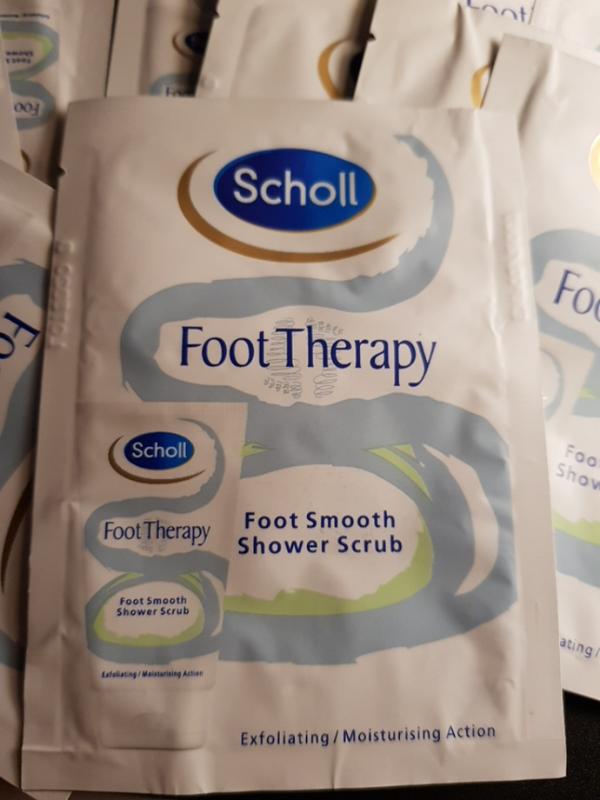 Scholl
Foot Therapy
Scholl
Foot Therapy
Foot Smooth
Shower Scrub
Exfoliating / Moisturising Action
Foot Smooth
Shower Scrub
Exfoliating / Moisturising Action
Foot